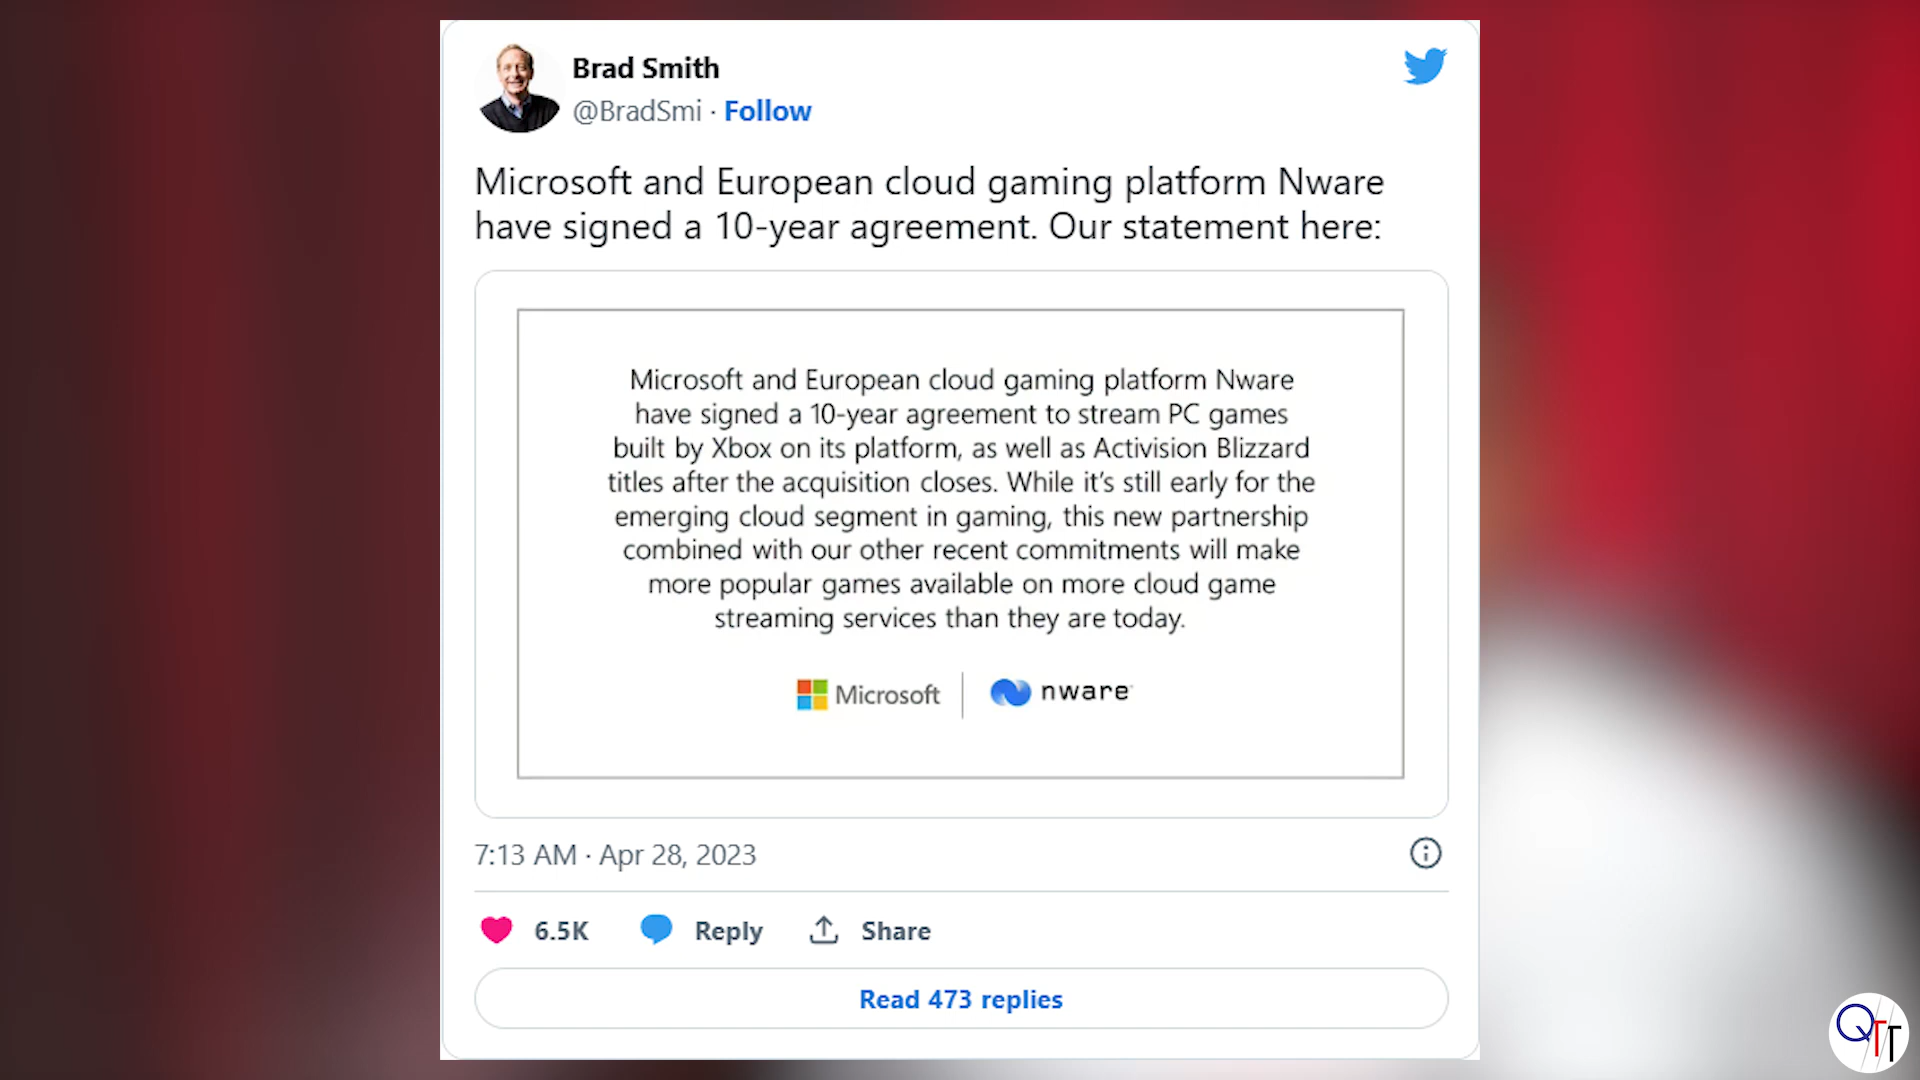 Brad Smith
@BradSmi · Follow
Microsoft and European cloud gaming platform Nware
have signed a 10-year agreement. Our statement here:
Microsoft and European cloud gaming platform Nware
have signed a 10-year agreement to stream PC games
built by Xbox on its platform, as well as Activision Blizzard
titles after the acquisition closes. While it's still early for the
emerging cloud segment in gaming, this new partnership
combined with our other recent commitments will make
more popular games available on more cloud game
streaming services than they are today.
Microsoft | nware
7:13 AM · Apr 28, 2023
6.5K Reply Share
Read 473 replies
QTT